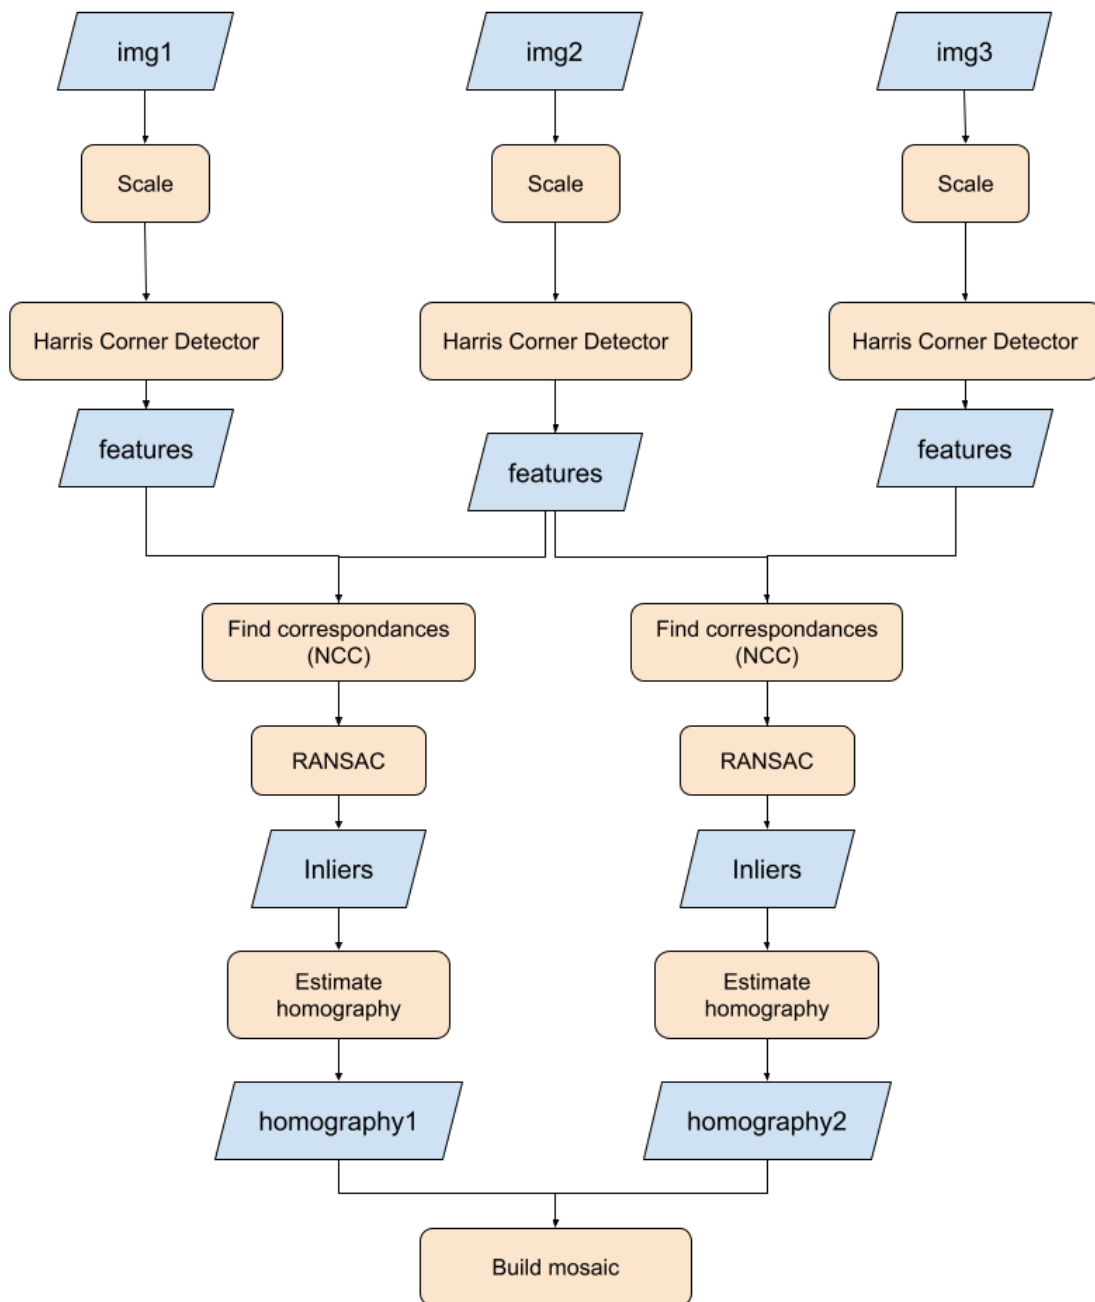 img1
img2
img3
Scale
Scale
Scale
Harris Corner Detector
Harris Corner Detector
Harris Corner Detector
features
features
features
Find correspondances
(NCC)
Find correspondances
(NCC)
RANSAC
RANSAC
Inliers
Inliers
Estimate
homography
Estimate
homography
homography1
homography2
Build mosaic